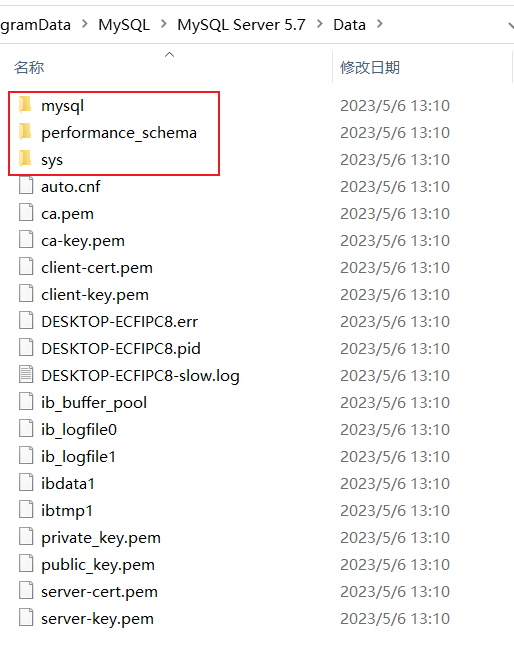 gramData > MySQL > MySQL Server 5.7 > Data >
名称 修改日期
mysql 2023/5/6 13:10
performance_schema 2023/5/6 13:10
sys 2023/5/6 13:10
auto.cnf 2023/5/6 13:10
ca.pem 2023/5/6 13:10
ca-key.pem 2023/5/6 13:10
client-cert.pem 2023/5/6 13:10
client-key.pem 2023/5/6 13:10
DESKTOP-ECFIPC8.err 2023/5/6 13:10
DESKTOP-ECFIPC8.pid 2023/5/6 13:10
DESKTOP-ECFIPC8-slow.log 2023/5/6 13:10
ib_buffer_pool 2023/5/6 13:10
ib_logfile0 2023/5/6 13:10
ib_logfile1 2023/5/6 13:10
ibdata1 2023/5/6 13:10
ibtmp1 2023/5/6 13:10
private_key.pem 2023/5/6 13:10
public_key.pem 2023/5/6 13:10
server-cert.pem 2023/5/6 13:10
server-key.pem 2023/5/6 13:10